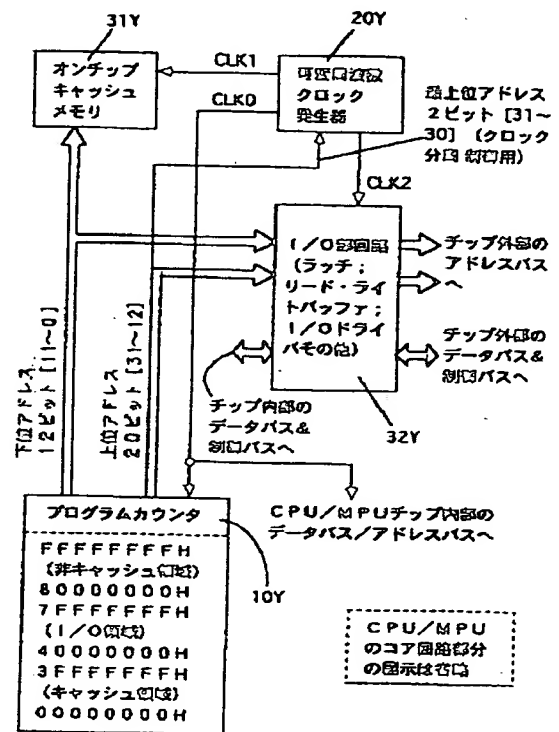 31Y
20Y
オンチップ
キャッシュ
メモリ
CLK1
CLK0
可変周波数
クロック
発生器
最上位アドレス
2ビット [31~
30] (クロック
分周 制御用)
CLK2
I/O部回路
(ラッチ;
リード・ライ
トバッファ;
I/Oドライ
バその他)
チップ外部の
アドレスバス
へ
チップ外部の
データバス&
制御バスへ
32Y
チップ内部の
データバス&
制御バスへ
下位アドレス
12ビット [11~0]
上位アドレス
20ビット [31~12]
プログラムカウンタ
FFFFFFFFH
(非キャッシュ領域)
80000000H
7FFFFFFFH
(I/O領域)
40000000H
3FFFFFFFH
(キャッシュ領域)
00000000H
10Y
CPU/MPUチップ内部の
データバス/アドレスバスへ
CPU/MPU
のコア回路部分
の図示は省略